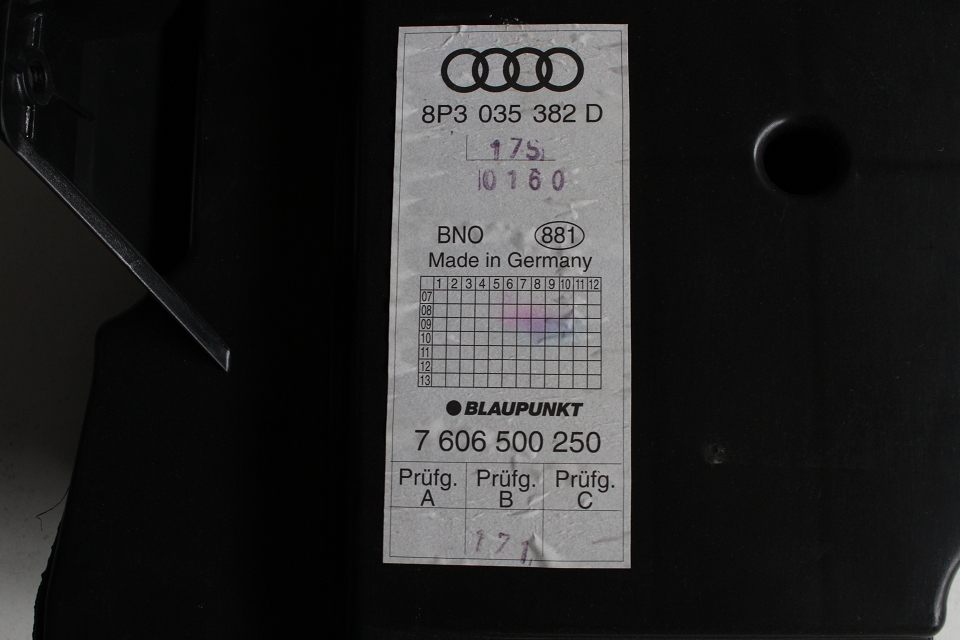 8P3 035 382 D
175
0160
BNO 881
Made in Germany
1 2 3 4 5 6 7 8 9 10 11 12
07
08
09
10
11
12
13
BLAUPUNKT
7 606 500 250
Prüfg. A Prüfg. B Prüfg. C
171